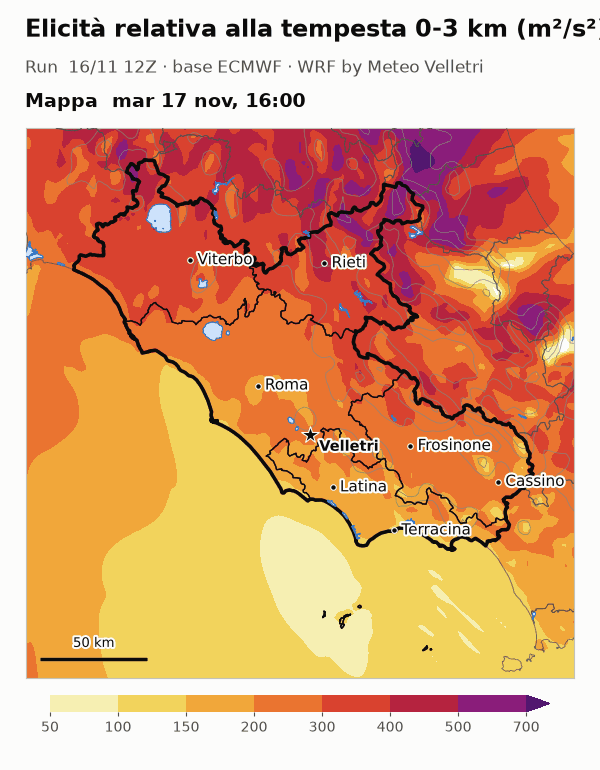 Elicità relativa alla tempesta 0-3 km (m²/s²)
Run 16/11 12Z · base ECMWF · WRF by Meteo Velletri
Mappa mar 17 nov, 16:00
Viterbo
Rieti
Roma
Velletri
Frosinone
Cassino
Latina
Terracina
50 km
50 100 150 200 300 400 500 700